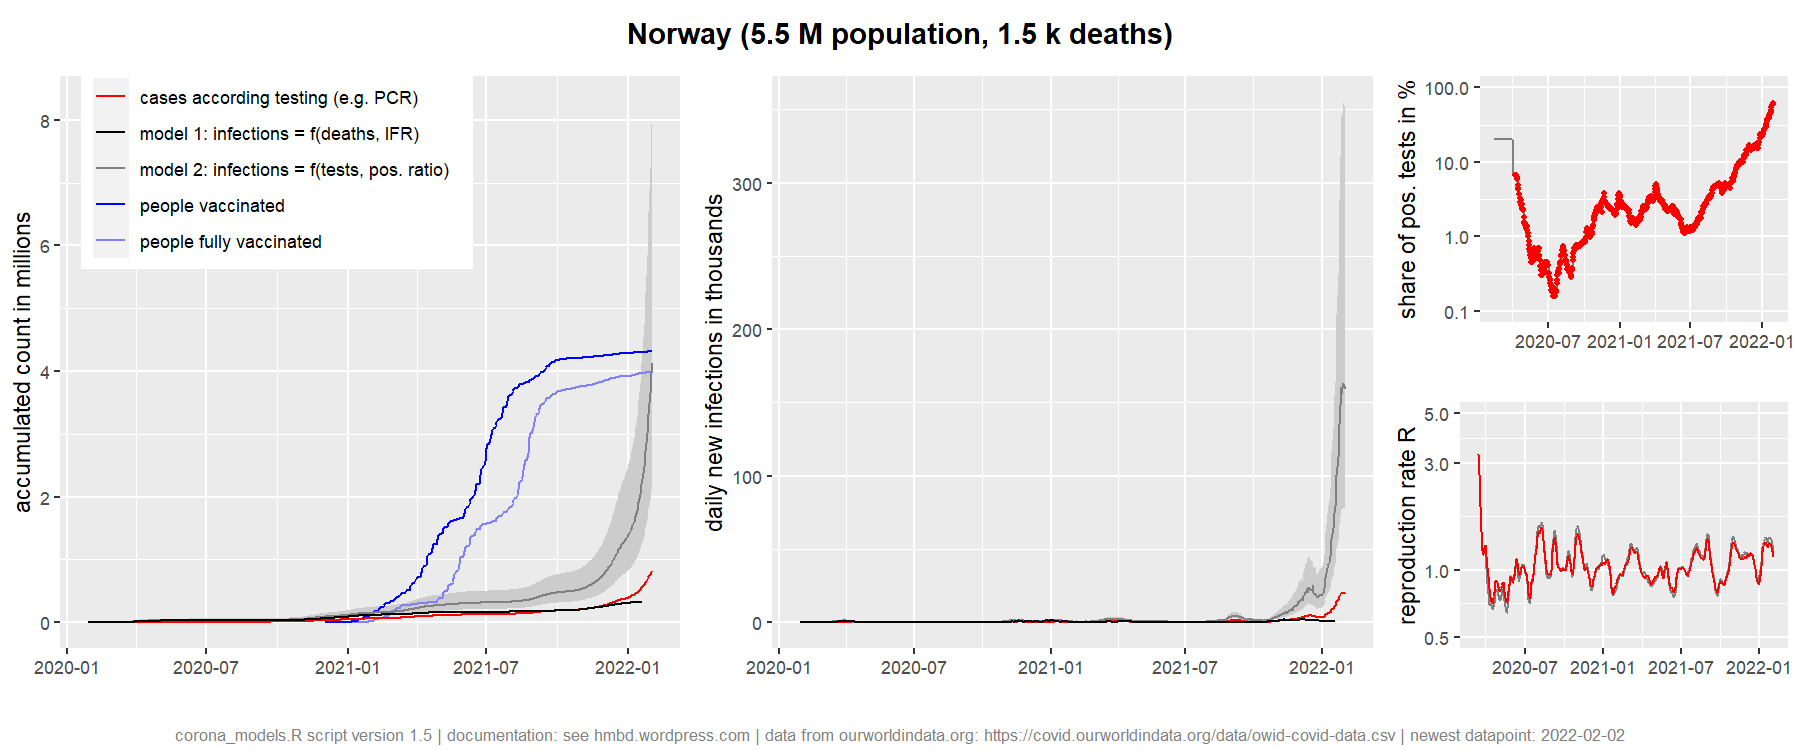 Norway (5.5 M population, 1.5 k deaths)
accumulated count in millions
8
6
4
2
0
2020-01 2020-07 2021-01 2021-07 2022-01
cases according testing (e.g. PCR)
model 1: infections = f(deaths, IFR)
model 2: infections = f(tests, pos. ratio)
people vaccinated
people fully vaccinated
daily new infections in thousands
300
200
100
0
2020-01 2020-07 2021-01 2021-07 2022-01
share of pos. tests in %
100.0
10.0
1.0
0.1
2020-07 2021-01 2021-07 2022-01
reproduction rate R
5.0
3.0
1.0
0.5
2020-07 2021-01 2021-07 2022-01
corona_models.R script version 1.5 | documentation: see hmbd.wordpress.com | data from ourworldindata.org: https://covid.ourworldindata.org/data/owid-covid-data.csv | newest datapoint: 2022-02-02